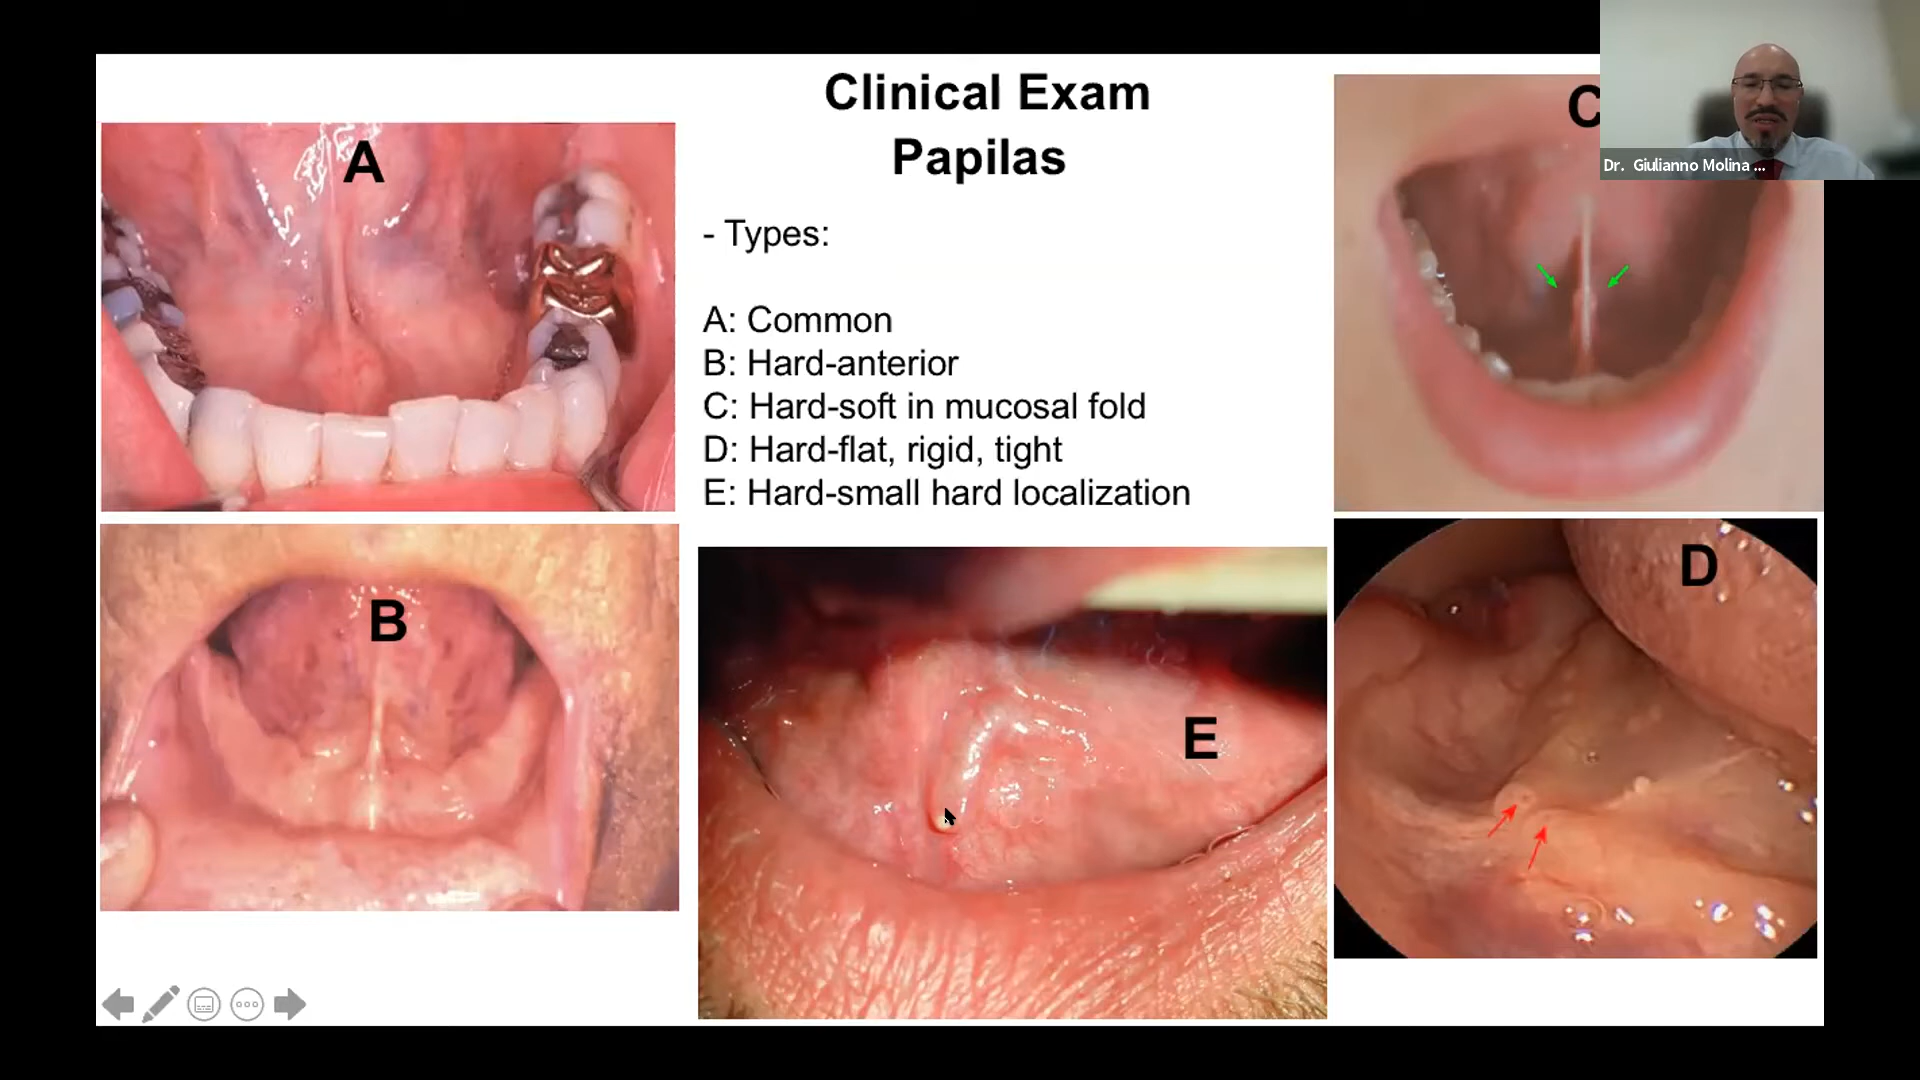 Clinical Exam
Papilas
- Types:
A: Common
B: Hard-anterior
C: Hard-soft in mucosal fold
D: Hard-flat, rigid, tight
E: Hard-small hard localization
A
B
C
D
E
Dr. Giulianno Molina ...